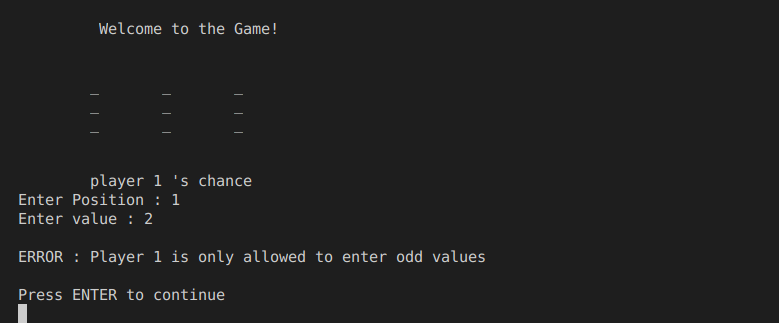 Welcome to the Game!
_ _ _
_ _ _
_ _ _
player 1 's chance
Enter Position : 1
Enter value : 2
ERROR : Player 1 is only allowed to enter odd values
Press ENTER to continue